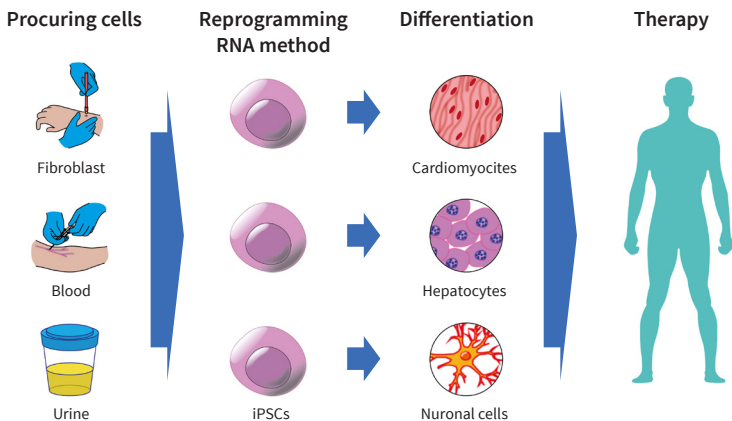 Procuring cells
Reprogramming
RNA method
Differentiation
Therapy
Fibroblast
Cardiomyocites
Blood
Hepatocytes
Urine
iPSCs
Nuronal cells